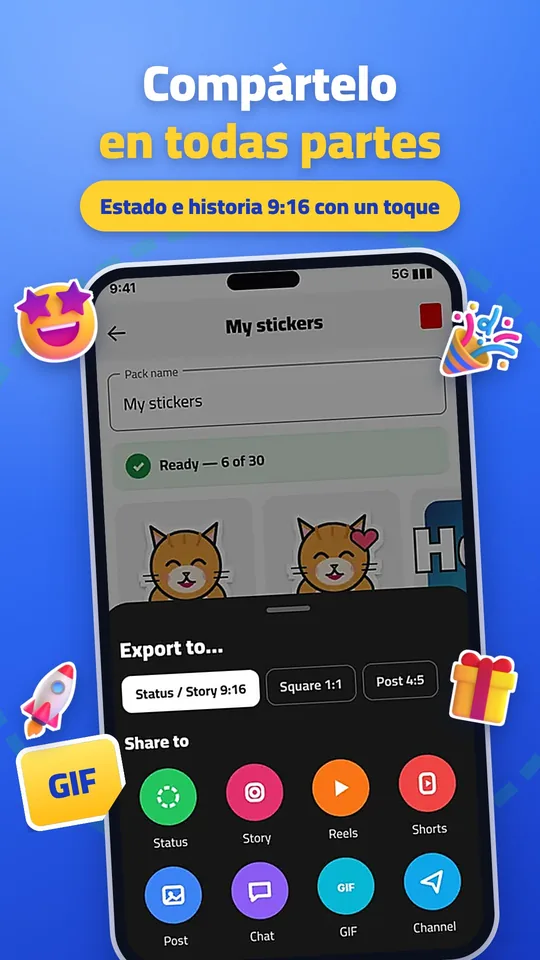 Compártelo
en todas partes
Estado e historia 9:16 con un toque
9:41
5G
My stickers
Pack name
My stickers
Ready — 6 of 30
Export to...
Status / Story 9:16
Square 1:1
Post 4:5
Share to
GIF
Status
Story
Reels
Shorts
GIF
Post
Chat
GIF
Channel